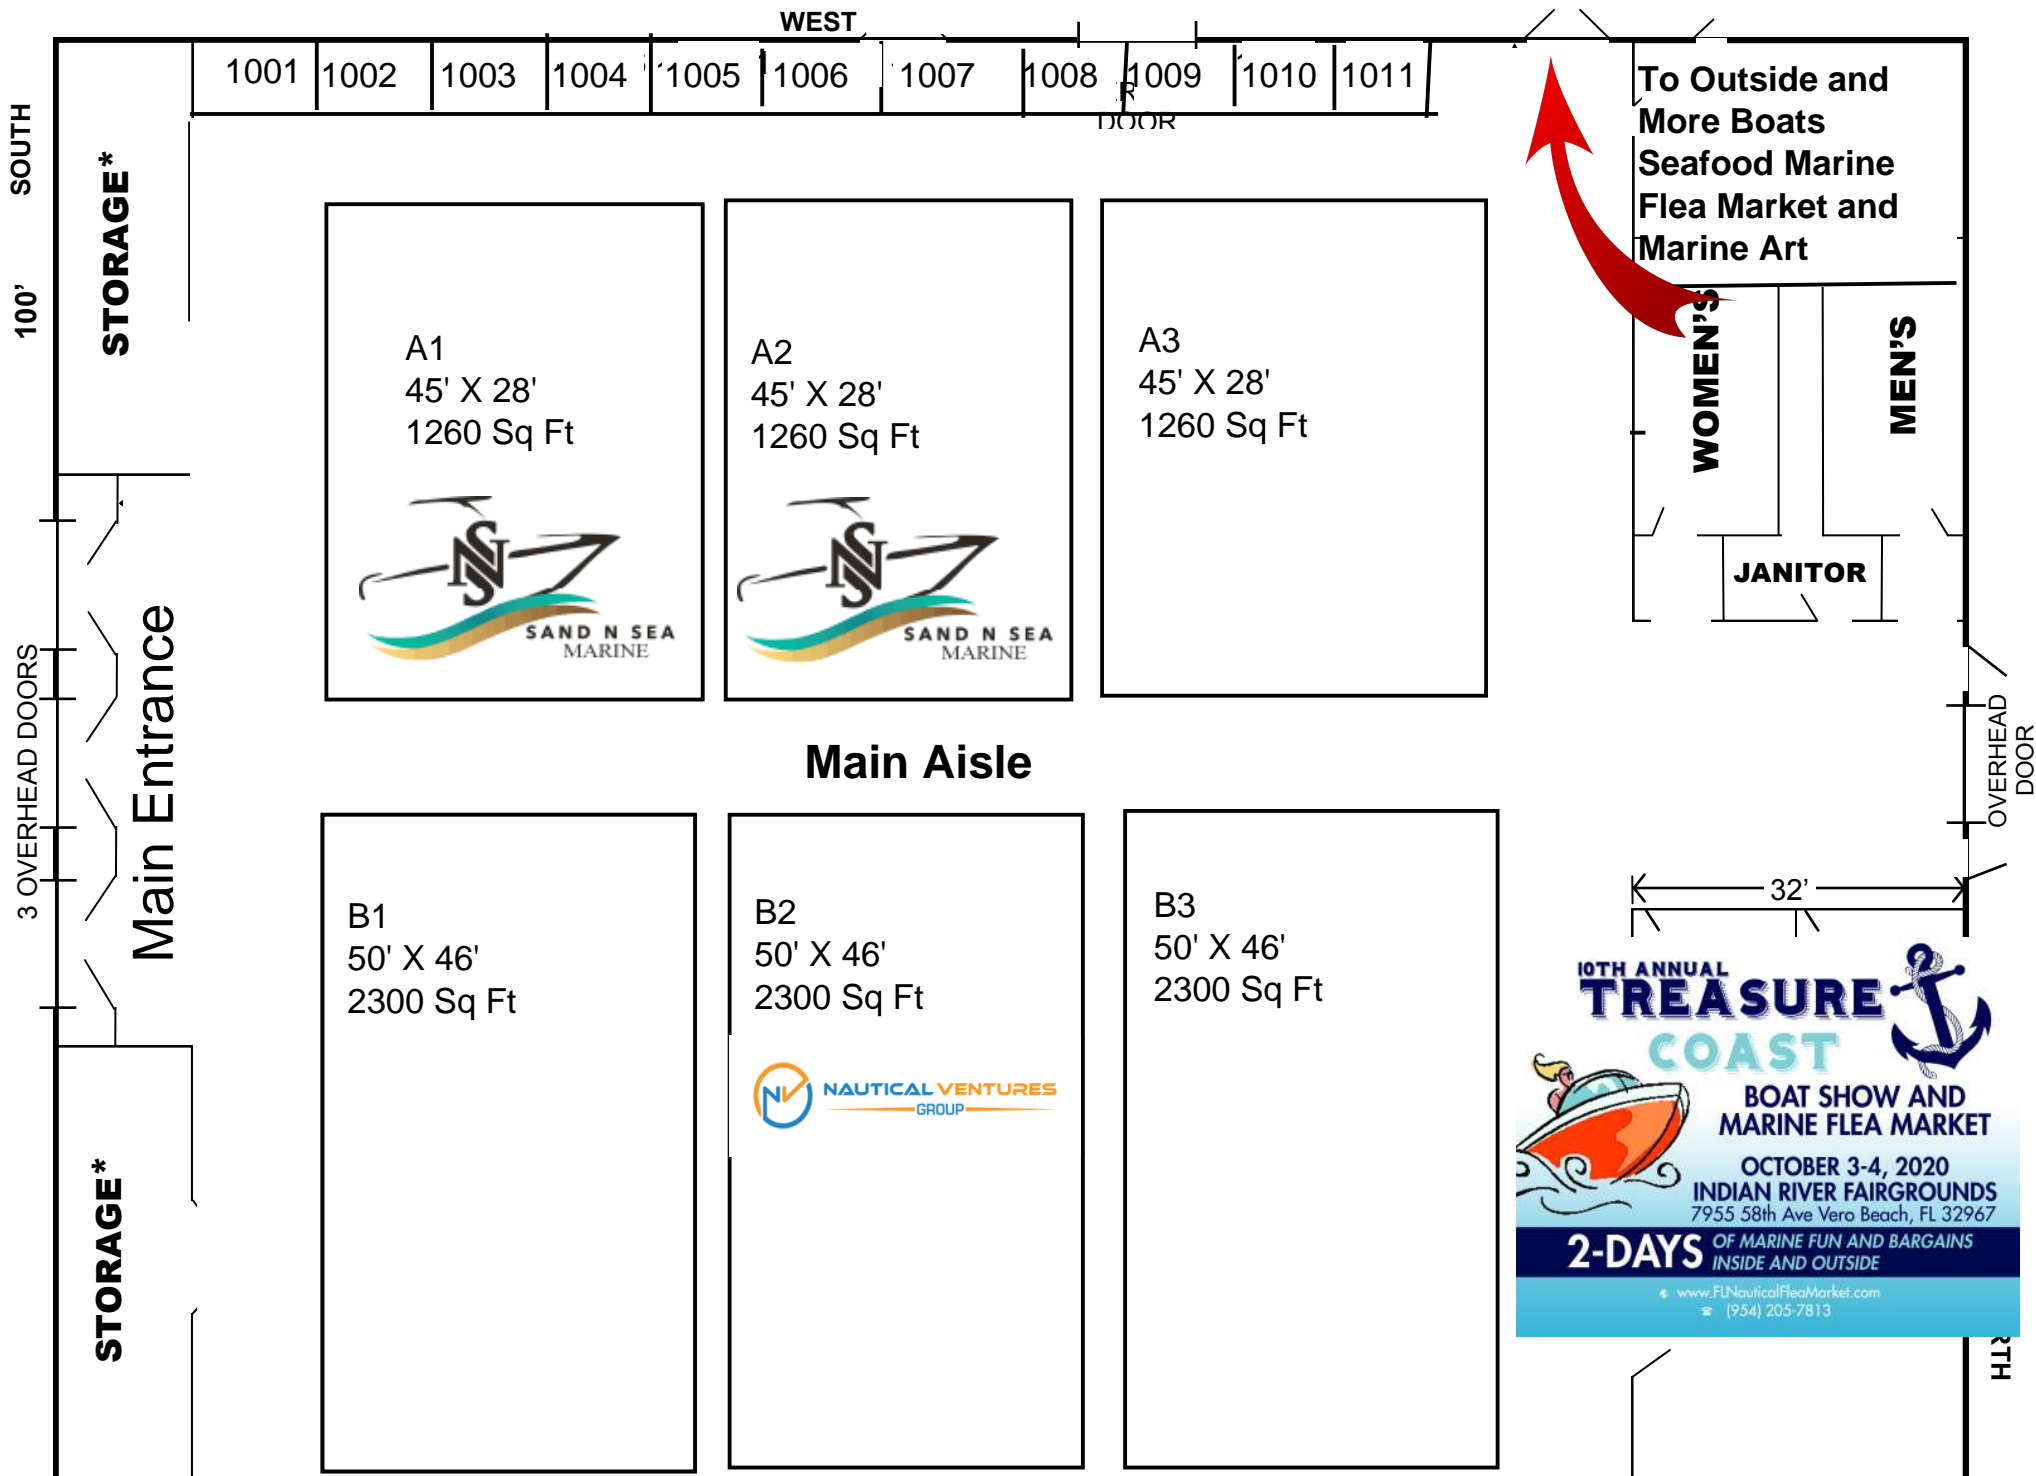 WEST
1001
1002
1003
1004
1005
1006
1007
1008
1009
1010
1011
DOOR
To Outside and
More Boats
Seafood Marine
Flea Market and
Marine Art
SOUTH
100'
STORAGE*
A1
45' X 28'
1260 Sq Ft
SAND N SEA
MARINE
A2
45' X 28'
1260 Sq Ft
SAND N SEA
MARINE
A3
45' X 28'
1260 Sq Ft
WOMEN'S
MEN'S
JANITOR
3 OVERHEAD DOORS
Main Entrance
Main Aisle
OVERHEAD
DOOR
32'
B1
50' X 46'
2300 Sq Ft
B2
50' X 46'
2300 Sq Ft
NV
NAUTICAL VENTURES
GROUP
B3
50' X 46'
2300 Sq Ft
STORAGE*
10TH ANNUAL
TREASURE
COAST
BOAT SHOW AND
MARINE FLEA MARKET
OCTOBER 3-4, 2020
INDIAN RIVER FAIRGROUNDS
7955 58th Ave Vero Beach, FL 32967
2-DAYS
OF MARINE FUN AND BARGAINS
INSIDE AND OUTSIDE
www.FLNauticalFleaMarket.com
(954) 205-7813